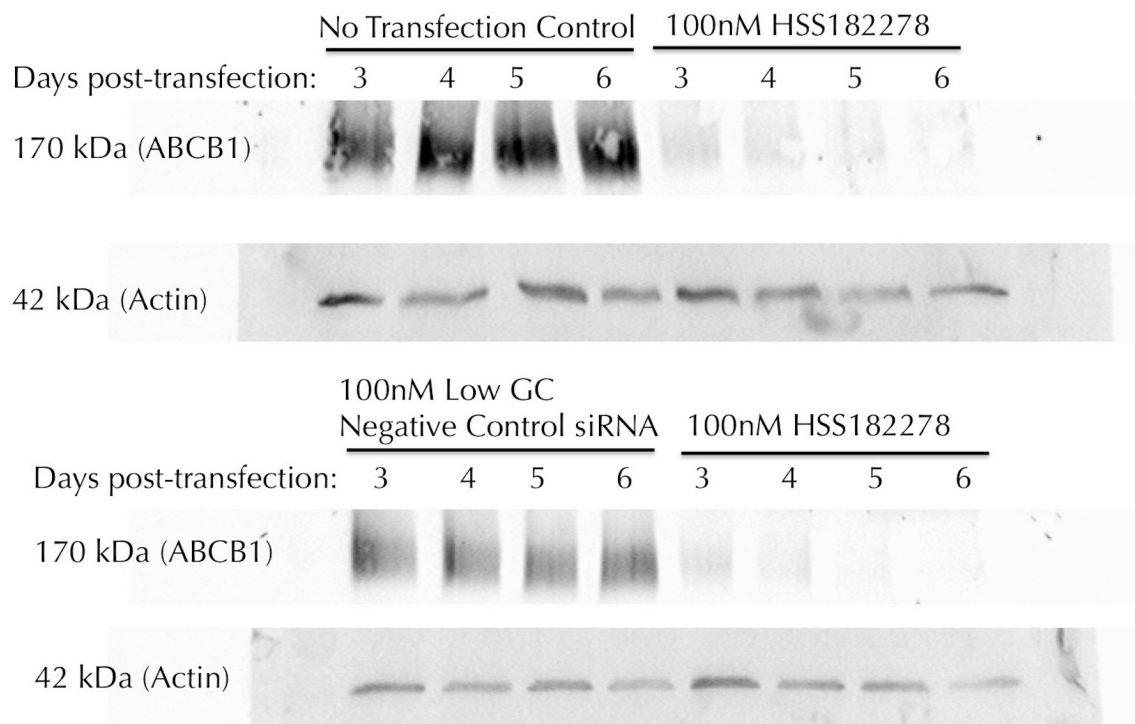 No Transfection Control 100nM HSS182278
Days post-transfection: 3 4 5 6 3 4 5 6
170 kDa (ABCB1)
42 kDa (Actin)
100nM Low GC
Negative Control siRNA 100nM HSS182278
Days post-transfection: 3 4 5 6 3 4 5 6
170 kDa (ABCB1)
42 kDa (Actin)